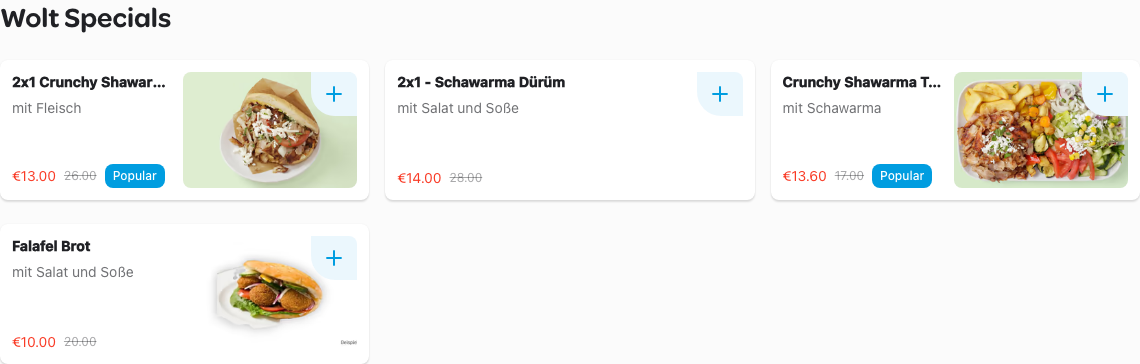 Wolt Specials
2x1 Crunchy Shawar...
mit Fleisch
€13.00 26.00 Popular
2x1 - Schawarma Dürüm
mit Salat und Soße
€14.00 28.00
Crunchy Shawarma T...
mit Schawarma
€13.60 17.00 Popular
Falafel Brot
mit Salat und Soße
€10.00 20.00